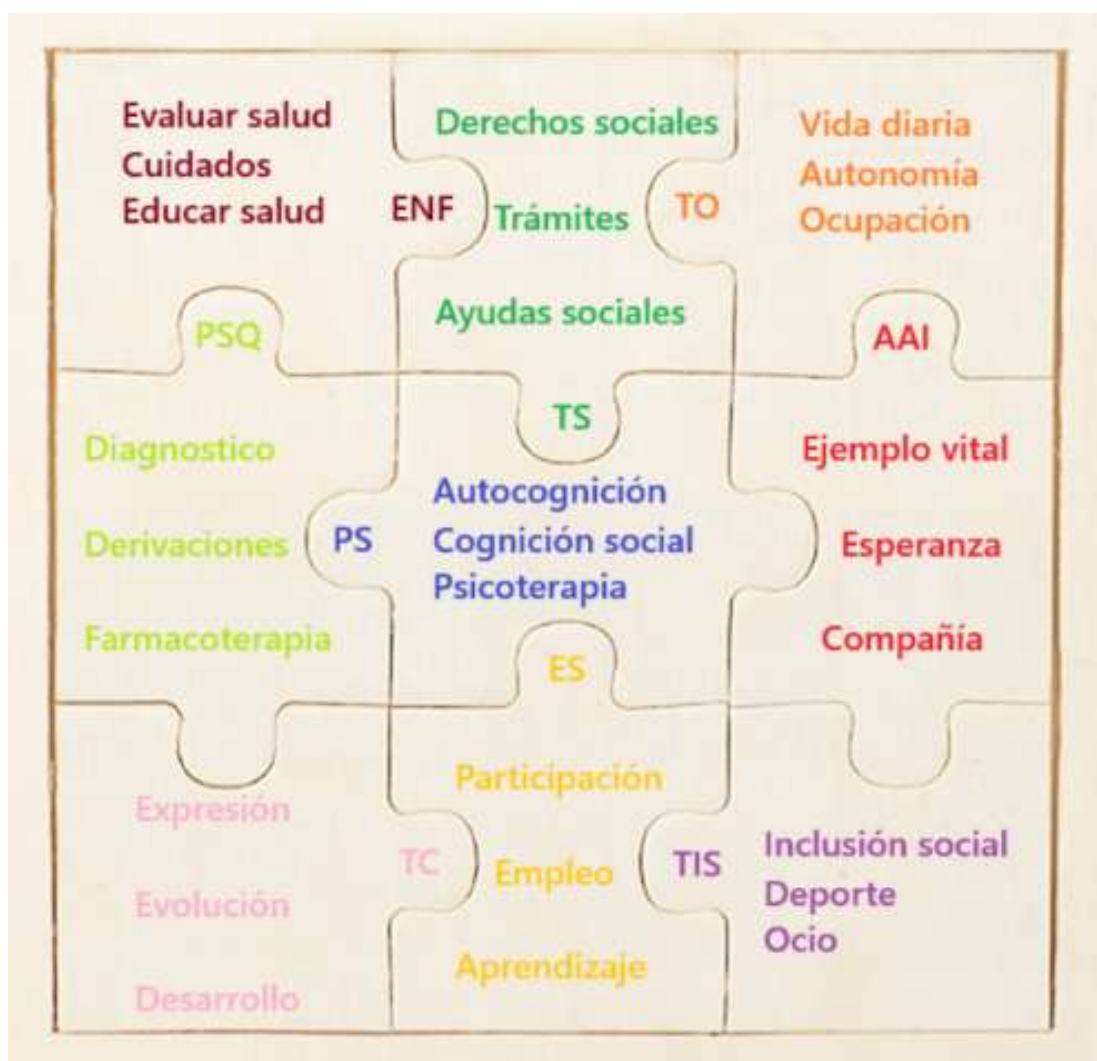 Evaluar salud
Cuidados
Educar salud
ENF
Derechos sociales
Trámites
Ayudas sociales
TS
TO
Vida diaria
Autonomía
Ocupación
PSQ
Diagnostico
Derivaciones
Farmacoterapia
PS
Autocognición
Cognición social
Psicoterapia
AAI
Ejemplo vital
Esperanza
Compañía
Expresión
Evolución
Desarrollo
TC
ES
Participación
Empleo
Aprendizaje
TIS
Inclusión social
Deporte
Ocio